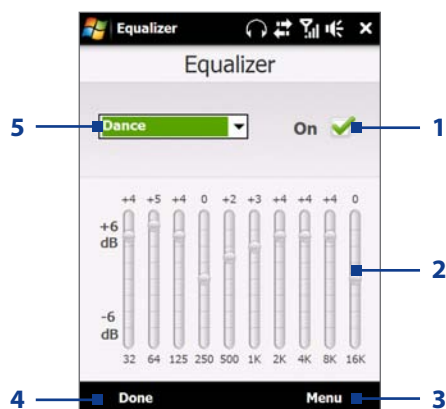 Equalizer
Equalizer
5 Dance On 1
+4 +5 +4 0 +2 +3 +4 +4 +4 0
+6
dB
2
-6
dB
32 64 125 250 500 1K 2K 4K 8K 16K
4 Done Menu 3